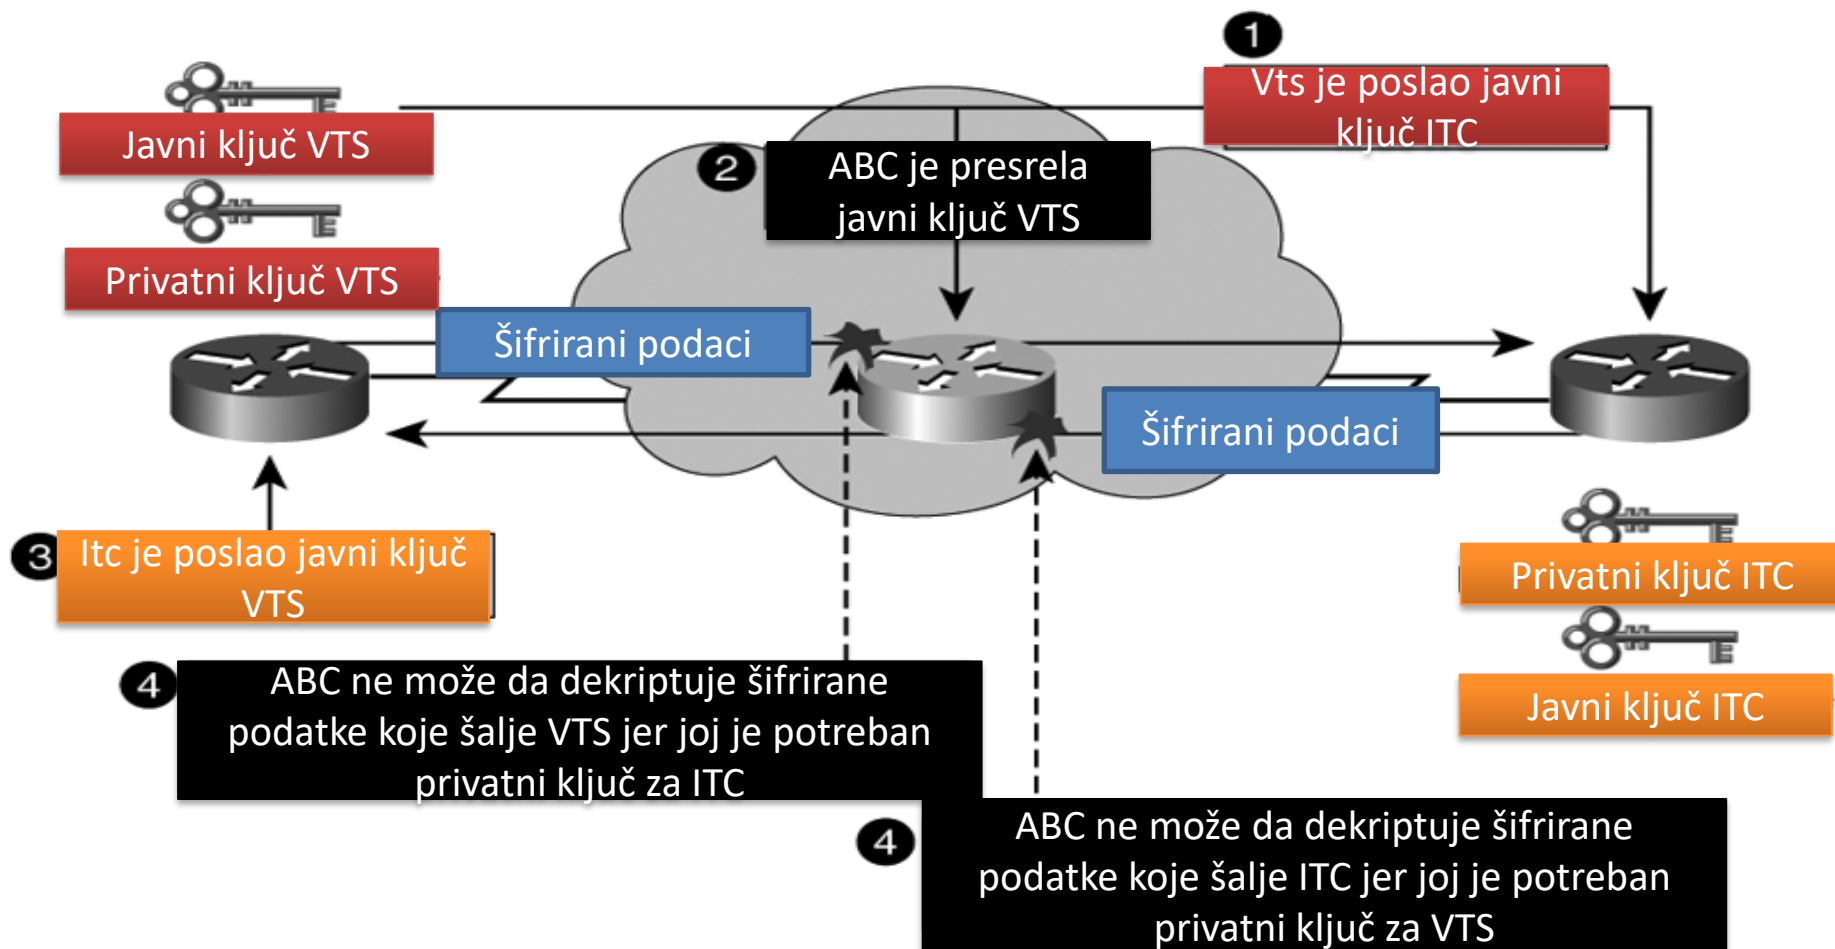 1
Vts je poslao javni
ključ ITC
Javni ključ VTS
2
ABC je presrela
javni ključ VTS
Privatni ključ VTS
Šifrirani podaci
Šifrirani podaci
3
Itc je poslao javni ključ
VTS
Privatni ključ ITC
Javni ključ ITC
4
ABC ne može da dekriptuje šifrirane
podatke koje šalje VTS jer joj je potreban
privatni ključ za ITC
4
ABC ne može da dekriptuje šifrirane
podatke koje šalje ITC jer joj je potreban
privatni ključ za VTS